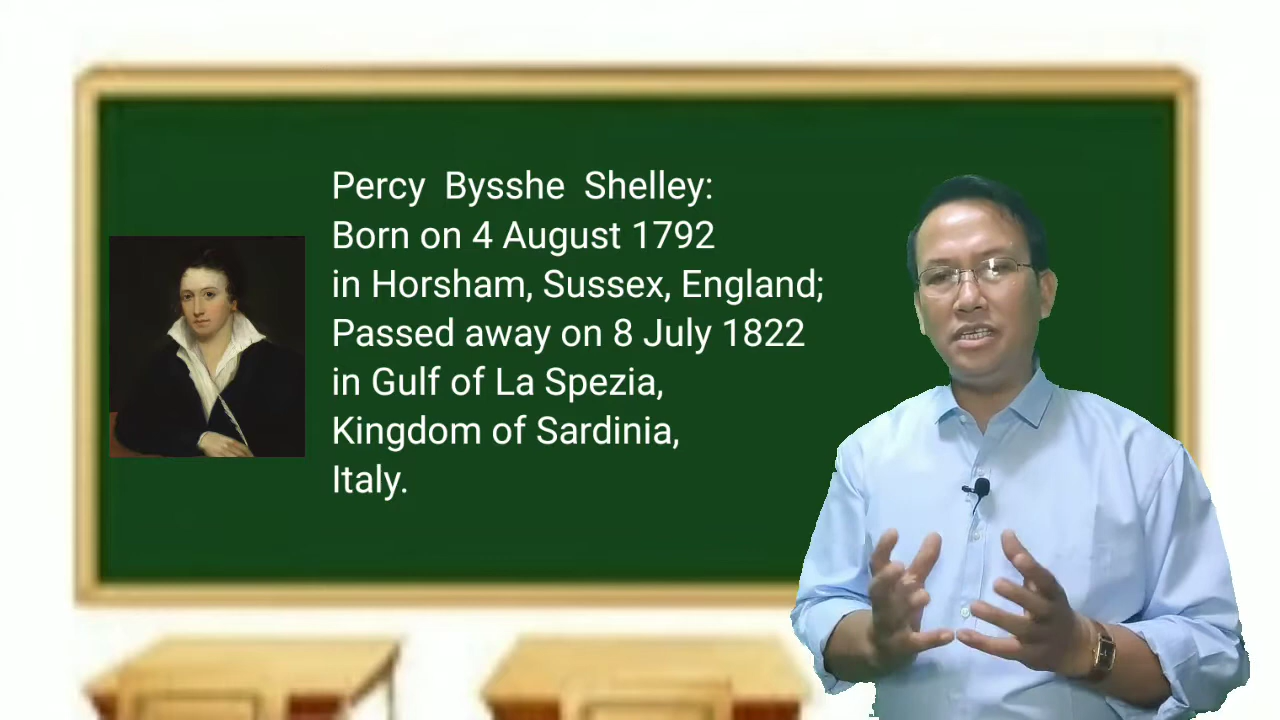 Percy Bysshe Shelley:
Born on 4 August 1792
in Horsham, Sussex, England;
Passed away on 8 July 1822
in Gulf of La Spezia,
Kingdom of Sardinia,
Italy.